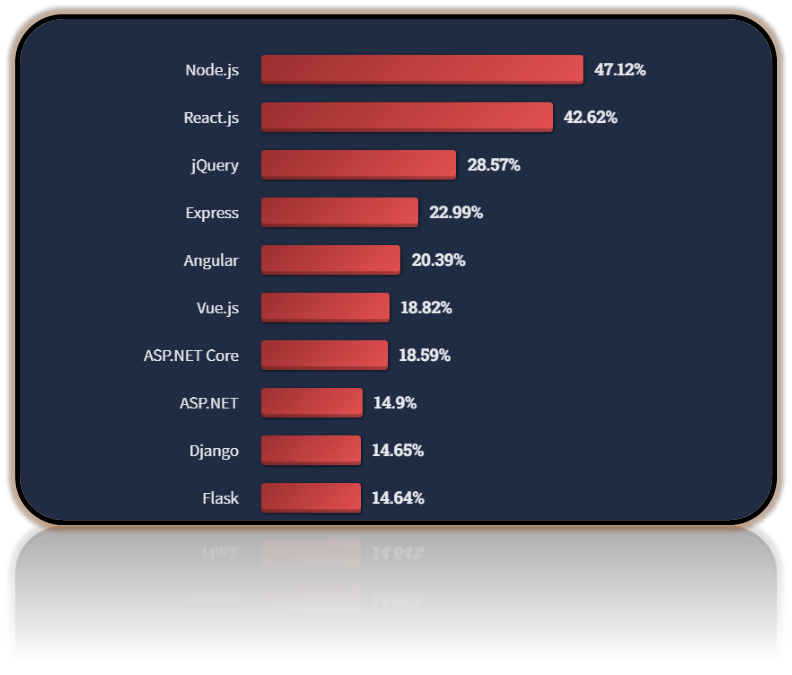 Node.js 47.12%
React.js 42.62%
jQuery 28.57%
Express 22.99%
Angular 20.39%
Vue.js 18.82%
ASP.NET Core 18.59%
ASP.NET 14.9%
Django 14.65%
Flask 14.64%